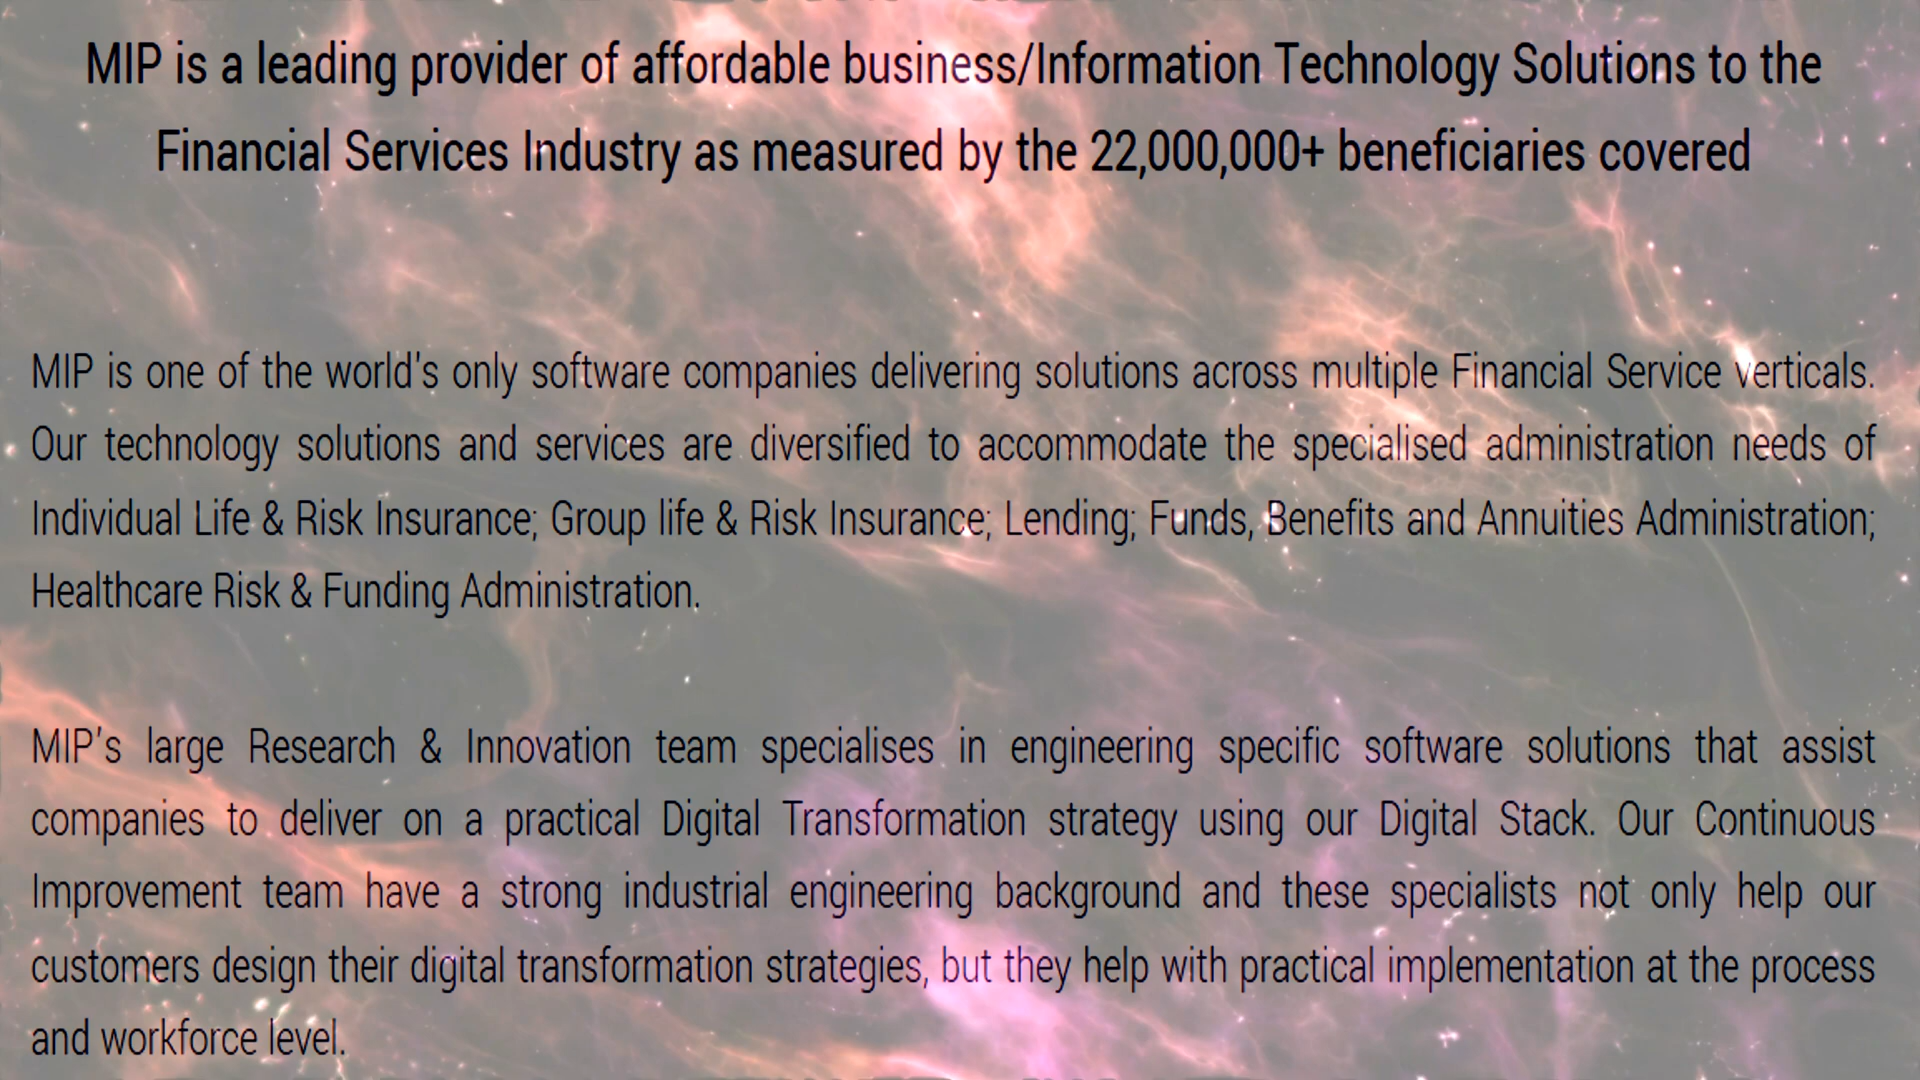 MIP is a leading provider of affordable business/Information Technology Solutions to the
Financial Services Industry as measured by the 22,000,000+ beneficiaries covered
MIP is one of the world's only software companies delivering solutions across multiple Financial Service verticals.
Our technology solutions and services are diversified to accommodate the specialised administration needs of
Individual Life & Risk Insurance; Group life & Risk Insurance; Lending; Funds, Benefits and Annuities Administration;
Healthcare Risk & Funding Administration.
MIP's large Research & Innovation team specialises in engineering specific software solutions that assist
companies to deliver on a practical Digital Transformation strategy using our Digital Stack. Our Continuous
Improvement team have a strong industrial engineering background and these specialists not only help our
customers design their digital transformation strategies, but they help with practical implementation at the process
and workforce level.